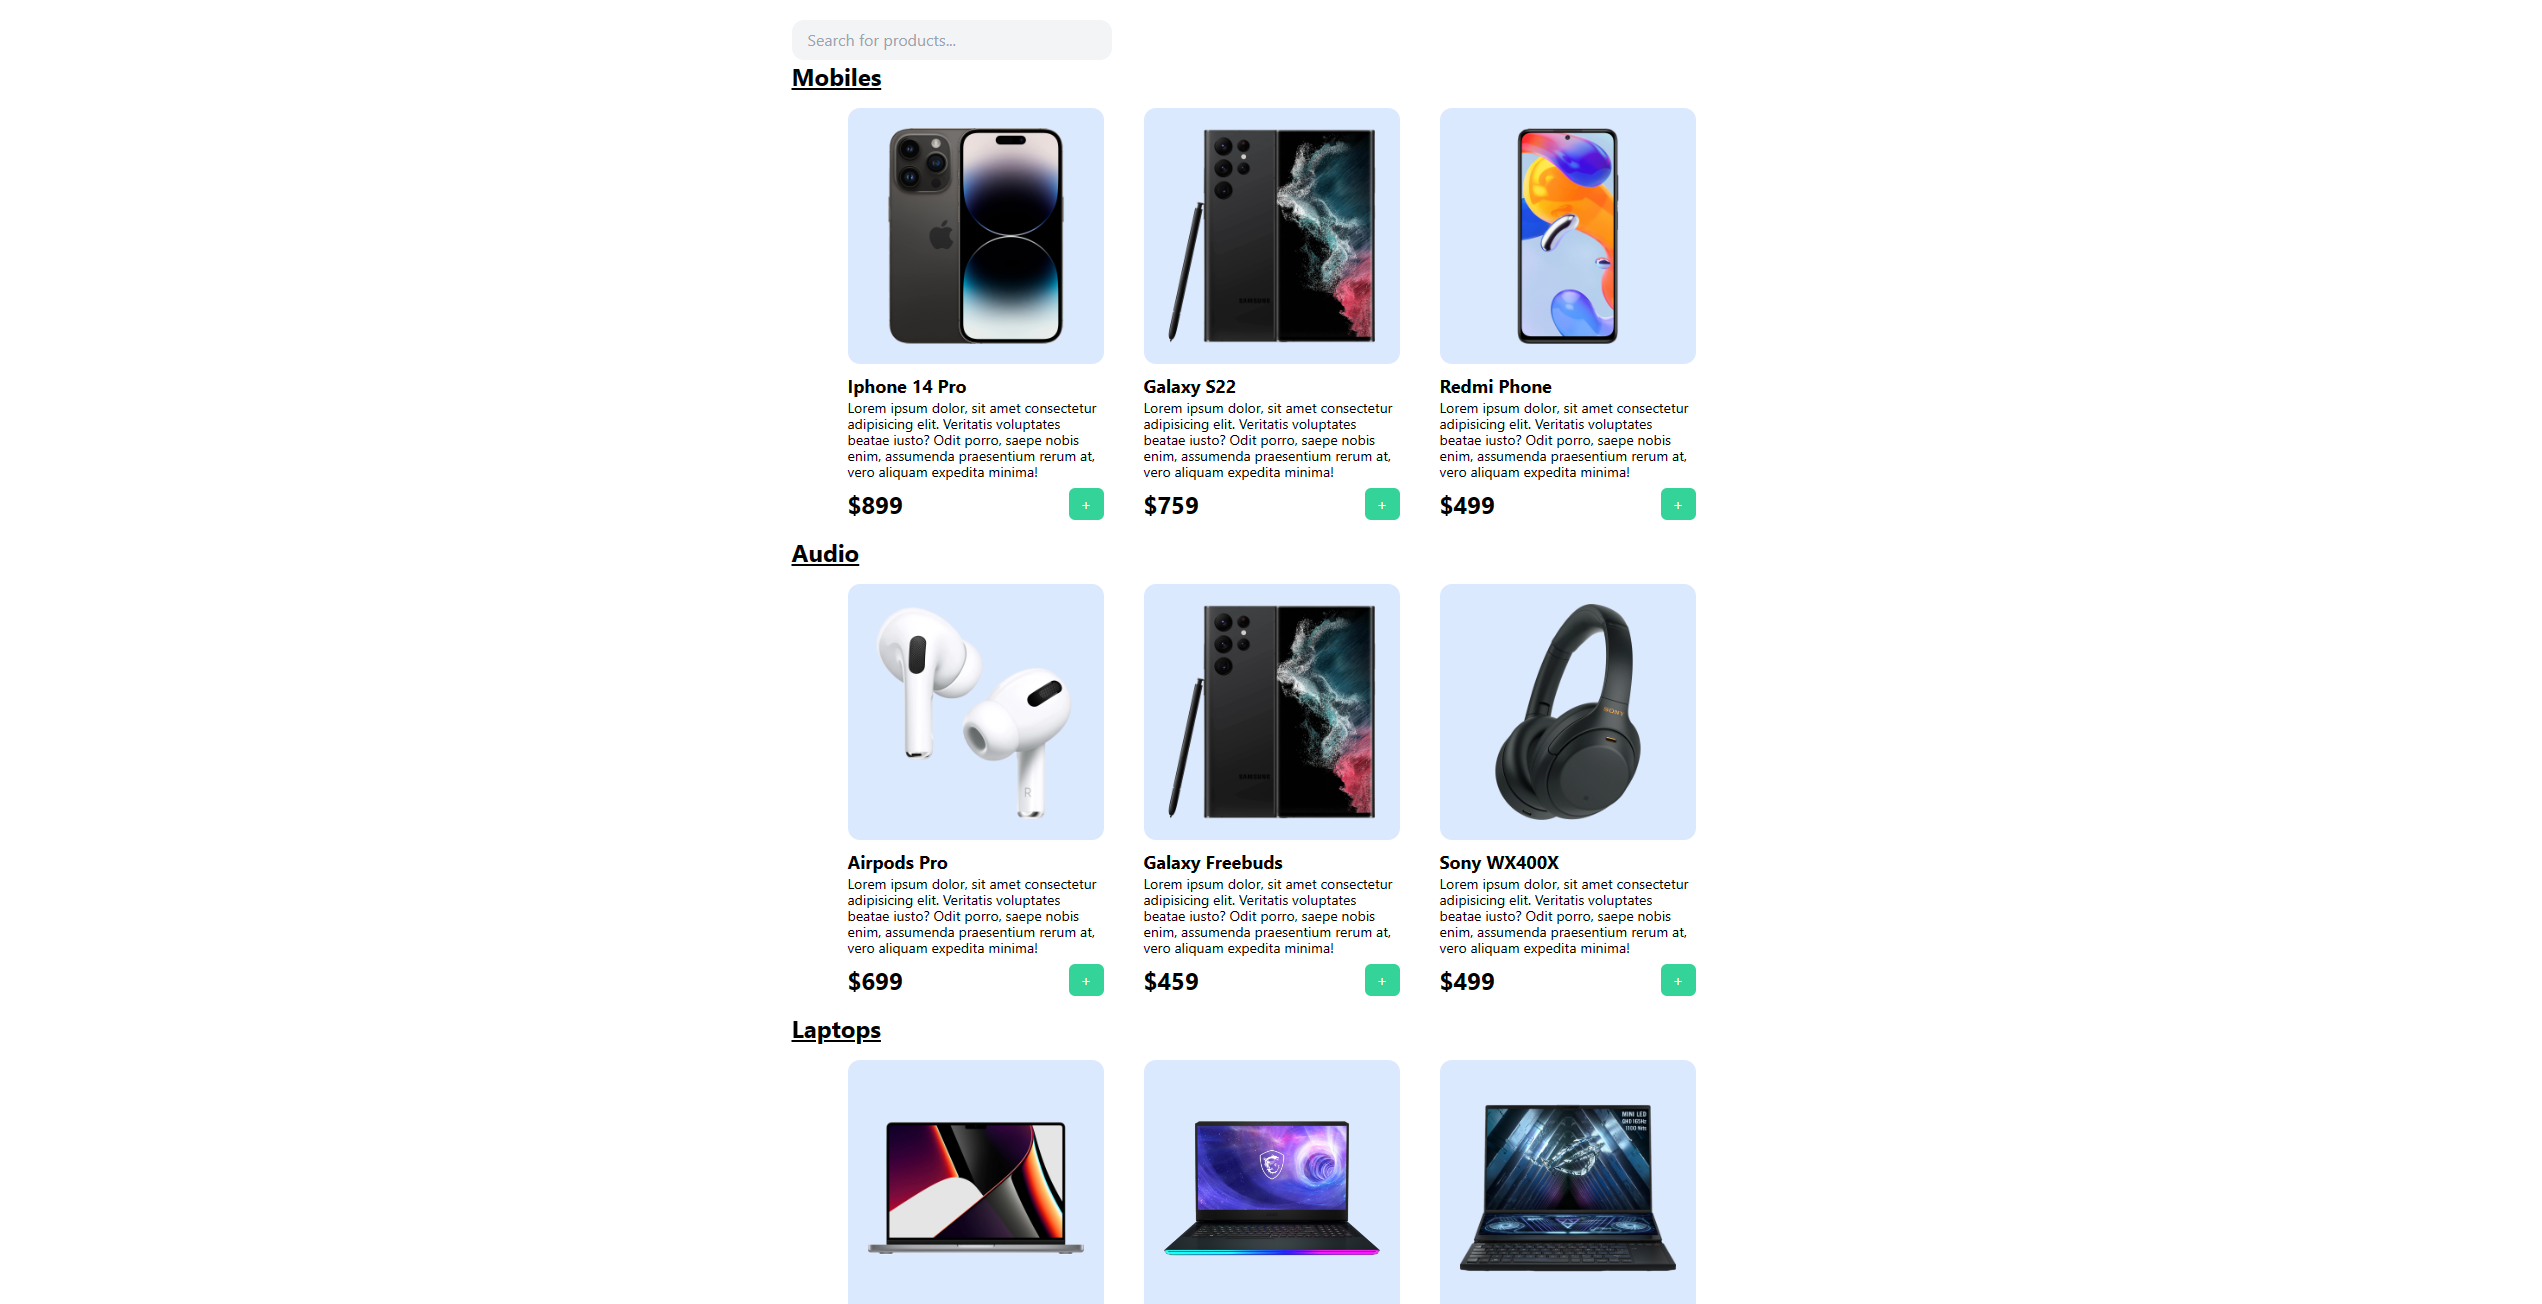 Search for products...
Mobiles
SAMSUNG
Iphone 14 Pro
Galaxy S22
Redmi Phone
Lorem ipsum dolor, sit amet consectetur
adipisicing elit. Veritatis voluptates
beatae iusto? Odit porro, saepe nobis
enim, assumenda praesentium rerum at,
vero aliquam expedita minima!
Lorem ipsum dolor, sit amet consectetur
adipisicing elit. Veritatis voluptates
beatae iusto? Odit porro, saepe nobis
enim, assumenda praesentium rerum at,
vero aliquam expedita minima!
Lorem ipsum dolor, sit amet consectetur
adipisicing elit. Veritatis voluptates
beatae iusto? Odit porro, saepe nobis
enim, assumenda praesentium rerum at,
vero aliquam expedita minima!
$899 +
$759 +
$499 +
Audio
R
SAMSUNG
SONY
Airpods Pro
Galaxy Freebuds
Sony WX400X
Lorem ipsum dolor, sit amet consectetur
adipisicing elit. Veritatis voluptates
beatae iusto? Odit porro, saepe nobis
enim, assumenda praesentium rerum at,
vero aliquam expedita minima!
Lorem ipsum dolor, sit amet consectetur
adipisicing elit. Veritatis voluptates
beatae iusto? Odit porro, saepe nobis
enim, assumenda praesentium rerum at,
vero aliquam expedita minima!
Lorem ipsum dolor, sit amet consectetur
adipisicing elit. Veritatis voluptates
beatae iusto? Odit porro, saepe nobis
enim, assumenda praesentium rerum at,
vero aliquam expedita minima!
$699 +
$459 +
$499 +
Laptops
MINI LED
QHD 165Hz
1100 Nits